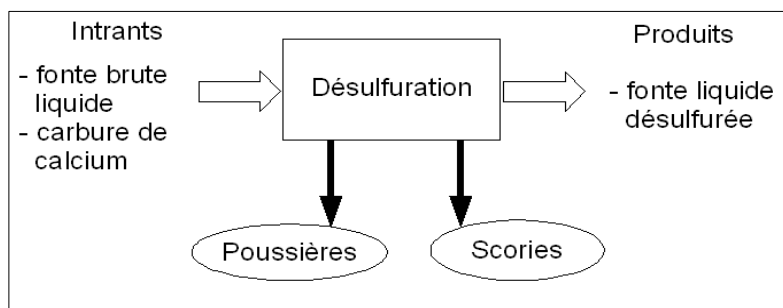 Intrants
- fonte brute
liquide
- carbure de
calcium
Désulfuration
Produits
- fonte liquide
désulfurée
Poussières
Scories